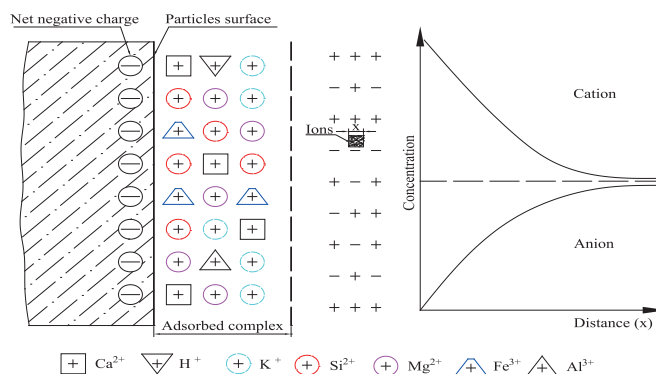 Net negative charge
Particles surface
Ions
x
Adsorbed complex
Concentration
Cation
Anion
Distance (x)
Ca²⁺
H⁺
K⁺
Si²⁺
Mg²⁺
Fe³⁺
Al³⁺